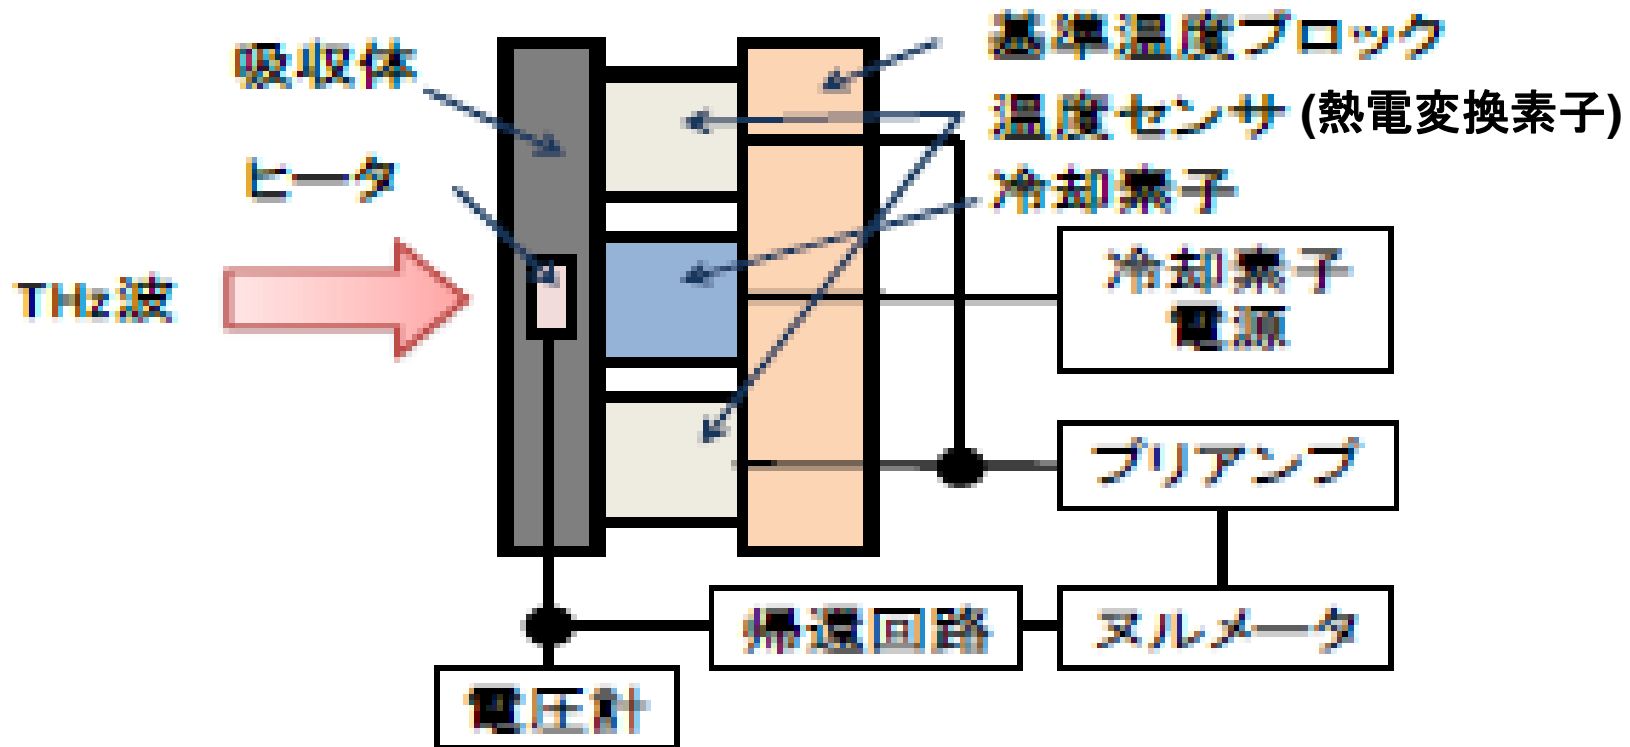 吸収体
基準温度ブロック
温度センサ (熱電変換素子)
ヒータ
冷却素子
THz波
冷却素子
電源
プリアンプ
帰還回路
ヌルメータ
電圧計